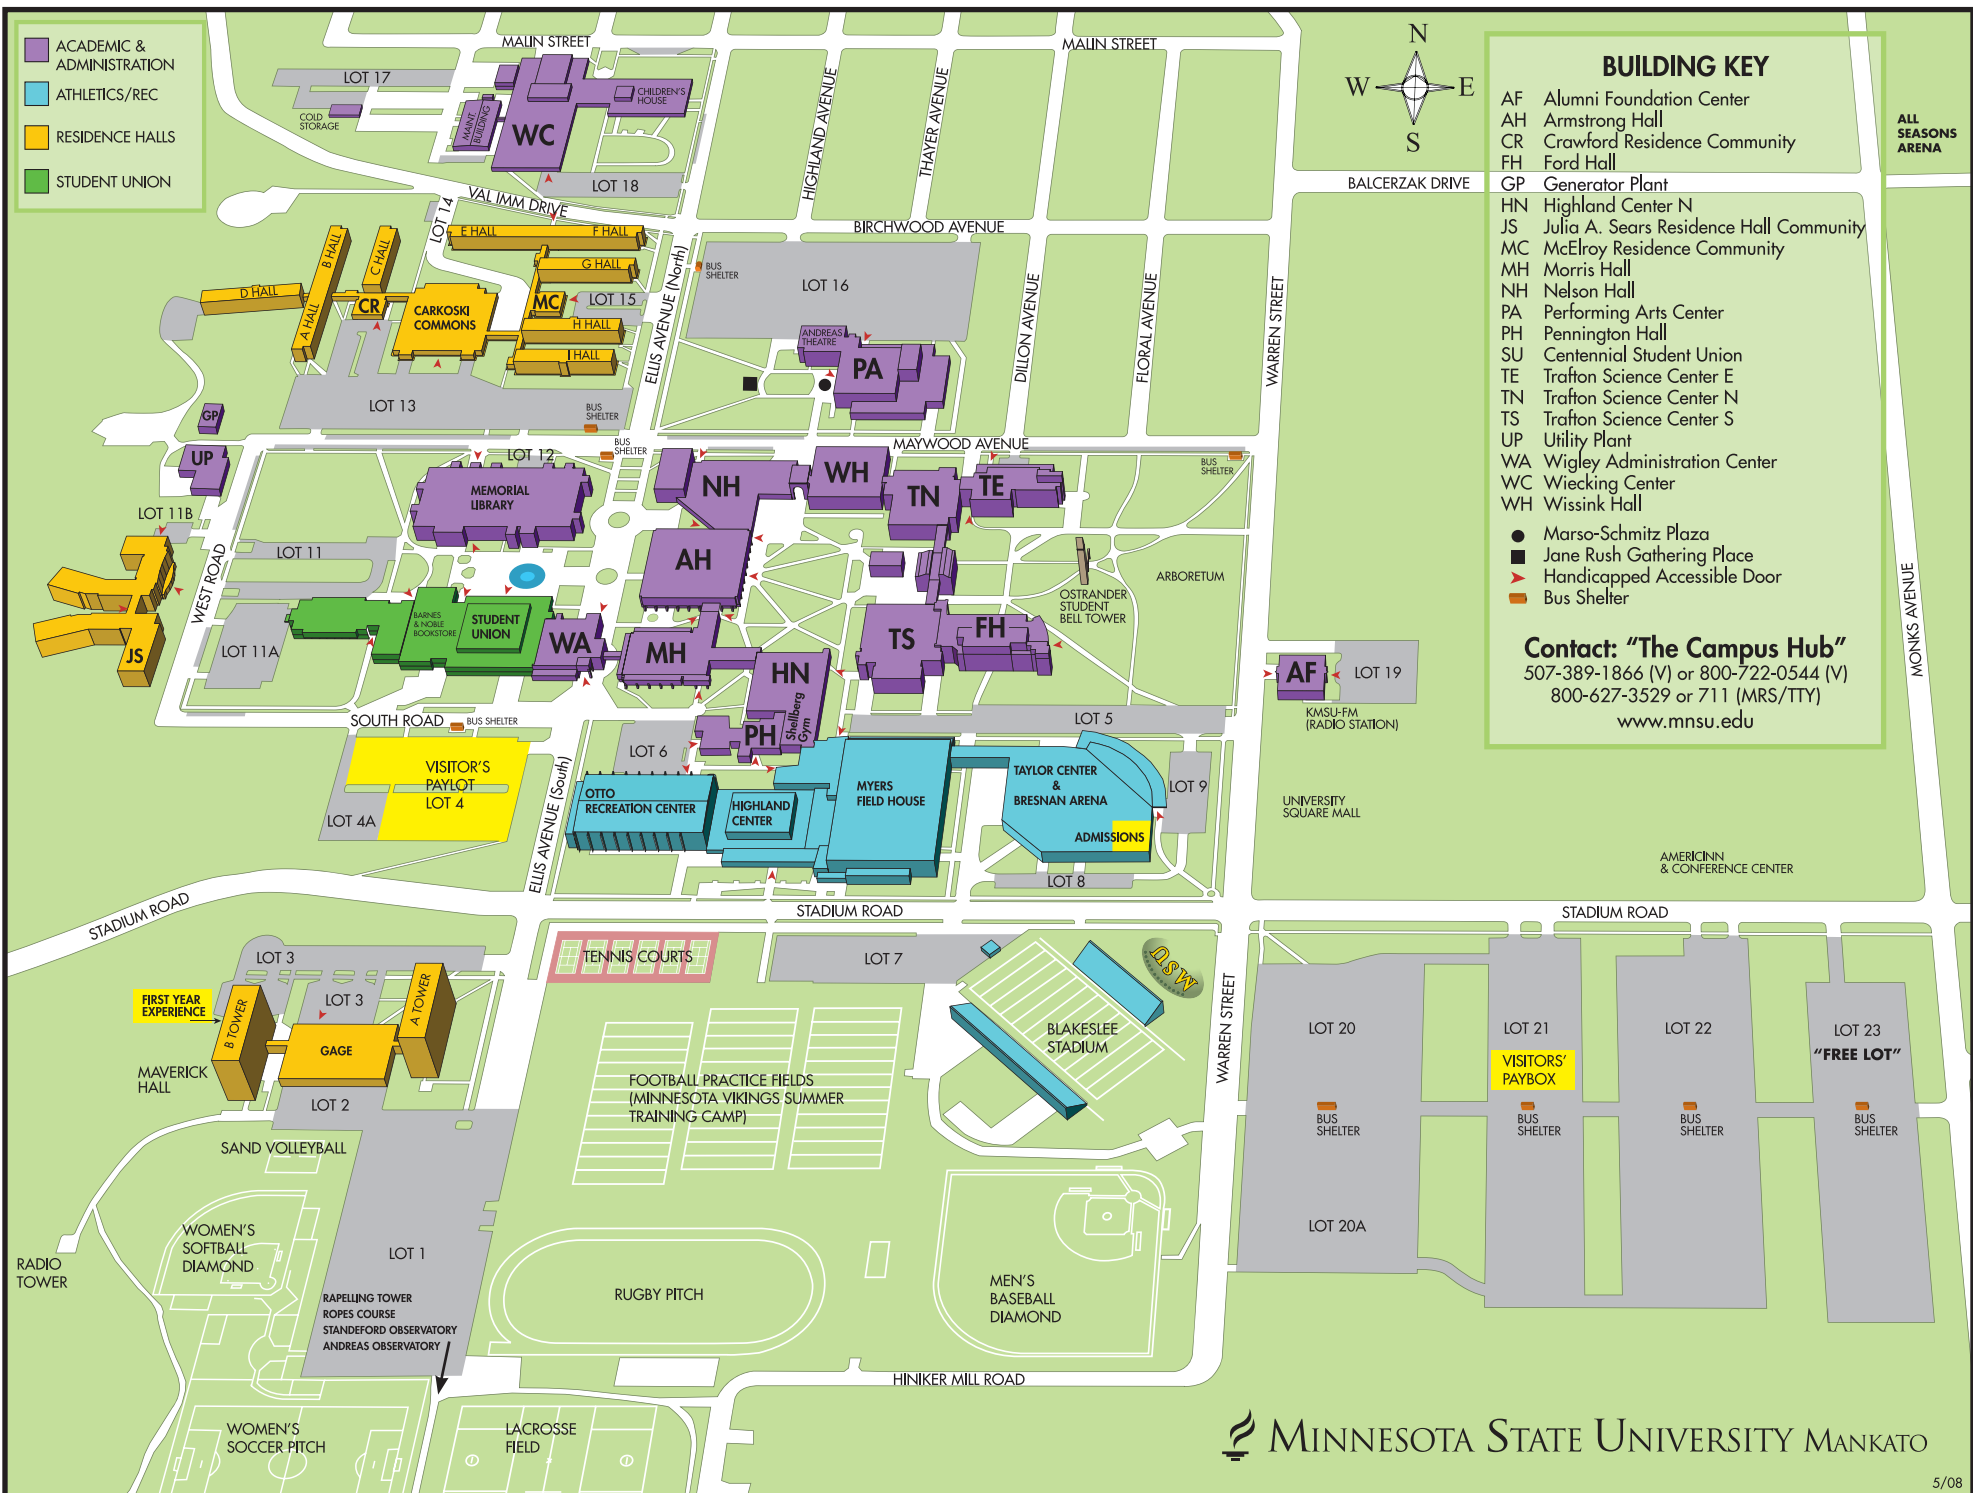 ACADEMIC &
ADMINISTRATION
ATHLETICS/REC
RESIDENCE HALLS
STUDENT UNION
MALIN STREET
MALIN STREET
LOT 17
COLD
STORAGE
MAINT.
BUILDING
WC
CHILDREN'S
HOUSE
LOT 18
VAL IMM DRIVE
LOT 14
HIGHLAND AVENUE
THAYER AVENUE
BIRCHWOOD AVENUE
BALCERZAK DRIVE
N
W
E
S
BUILDING KEY
AF Alumni Foundation Center
AH Armstrong Hall
CR Crawford Residence Community
FH Ford Hall
GP Generator Plant
HN Highland Center N
JS Julia A. Sears Residence Hall Community
MC McElroy Residence Community
MH Morris Hall
NH Nelson Hall
PA Performing Arts Center
PH Pennington Hall
SU Centennial Student Union
TE Trafton Science Center E
TN Trafton Science Center N
TS Trafton Science Center S
UP Utility Plant
WA Wigley Administration Center
WC Wiecking Center
WH Wissink Hall
Marso-Schmitz Plaza
Jane Rush Gathering Place
Handicapped Accessible Door
Bus Shelter
Contact: “The Campus Hub”
507-389-1866 (V) or 800-722-0544 (V)
800-627-3529 or 711 (MRS/TTY)
www.mnsu.edu
ALL
SEASONS
ARENA
MONKS AVENUE
E HALL
F HALL
G HALL
B HALL
C HALL
D HALL
A HALL
CR
CARKOSKI
COMMONS
MC
LOT 15
H HALL
I HALL
LOT 13
BUS
SHELTER
ELLIS AVENUE (North)
BUS
SHELTER
LOT 16
ANDREAS
THEATRE
PA
DILLON AVENUE
FLORAL AVENUE
WARREN STREET
GP
UP
BUS
SHELTER
LOT 12
MEMORIAL
LIBRARY
MAYWOOD AVENUE
BUS
SHELTER
NH
WH
TN
TE
LOT 11B
LOT 11
WEST ROAD
AH
OSTRANDER
STUDENT
BELL TOWER
ARBORETUM
JS
LOT 11A
BARNES
& NOBLE
BOOKSTORE
STUDENT
UNION
WA
MH
HN
Shellberg
Gym
PH
TS
FH
AF
LOT 19
KMSU-FM
(RADIO STATION)
SOUTH ROAD
BUS SHELTER
LOT 6
LOT 5
VISITOR'S
PAYLOT
LOT 4
LOT 4A
ELLIS AVENUE (South)
OTTO
RECREATION CENTER
HIGHLAND
CENTER
MYERS
FIELD HOUSE
TAYLOR CENTER
&
BRESNAN ARENA
ADMISSIONS
LOT 9
LOT 8
UNIVERSITY
SQUARE MALL
AMERICINN
& CONFERENCE CENTER
STADIUM ROAD
STADIUM ROAD
STADIUM ROAD
LOT 3
LOT 3
FIRST YEAR
EXPERIENCE
B TOWER
GAGE
A TOWER
MAVERICK
HALL
LOT 2
TENNIS COURTS
LOT 7
MSU
BLAKESLEE
STADIUM
WARREN STREET
FOOTBALL PRACTICE FIELDS
(MINNESOTA VIKINGS SUMMER
TRAINING CAMP)
LOT 20
LOT 21
VISITORS'
PAYBOX
LOT 22
LOT 23
“FREE LOT”
BUS
SHELTER
BUS
SHELTER
BUS
SHELTER
BUS
SHELTER
LOT 20A
SAND VOLLEYBALL
WOMEN'S
SOFTBALL
DIAMOND
RADIO
TOWER
LOT 1
RAPELLING TOWER
ROPES COURSE
STANDEFORD OBSERVATORY
ANDREAS OBSERVATORY
RUGBY PITCH
MEN'S
BASEBALL
DIAMOND
HINIKER MILL ROAD
WOMEN'S
SOCCER PITCH
LACROSSE
FIELD
MINNESOTA STATE UNIVERSITY MANKATO
5/08